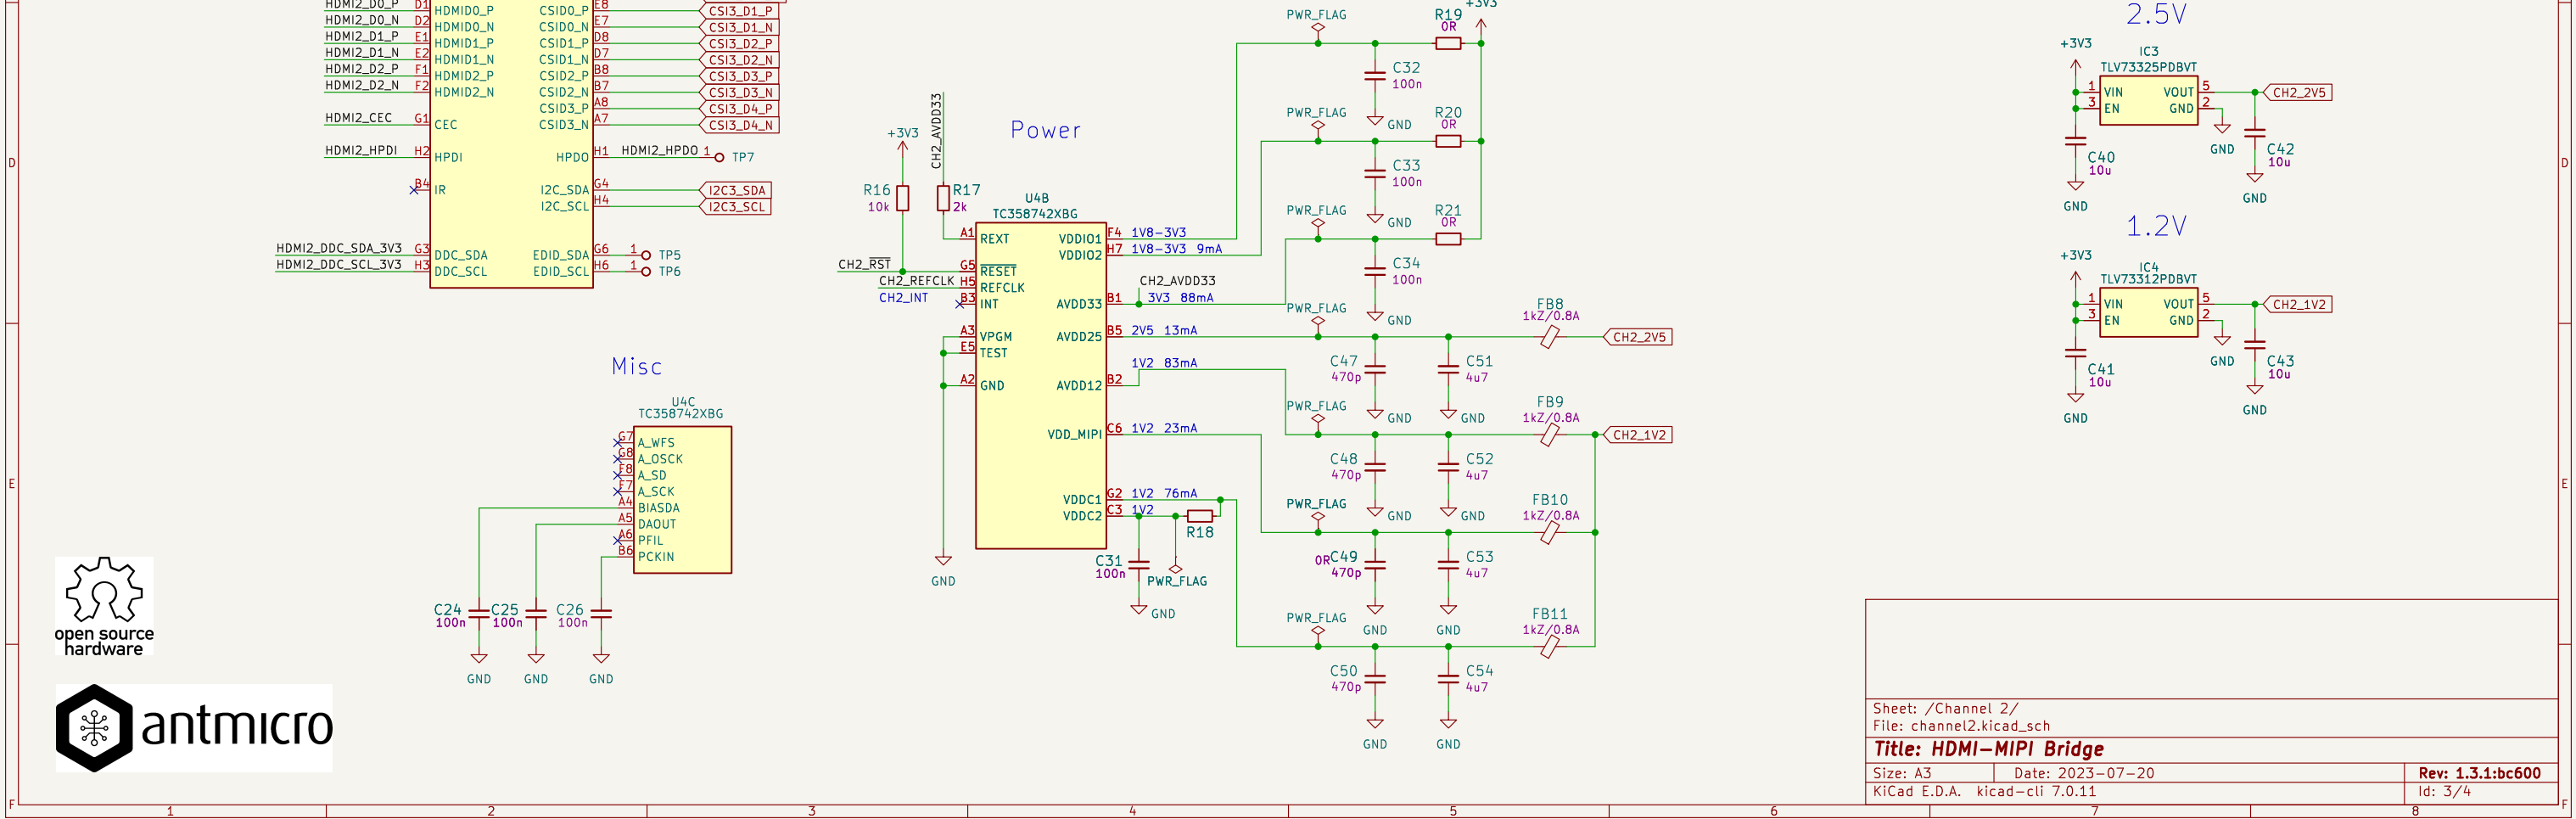 HDMI2_D0_P D1 HDMID0_P CSID0_P E8 CSI3_D1_P
HDMI2_D0_N D2 HDMID0_N CSID0_N E7 CSI3_D1_N
HDMI2_D1_P E1 HDMID1_P CSID1_P D8 CSI3_D2_P
HDMI2_D1_N E2 HDMID1_N CSID1_N D7 CSI3_D2_N
HDMI2_D2_P F1 HDMID2_P CSID2_P B8 CSI3_D3_P
HDMI2_D2_N F2 HDMID2_N CSID2_N B7 CSI3_D3_N
CSID3_P A8 CSI3_D4_P
HDMI2_CEC G1 CEC CSID3_N A7 CSI3_D4_N
HDMI2_HPDI H2 HPDI HPDO H1 HDMI2_HPDO 1 TP7
B4 IR I2C_SDA G4 I2C3_SDA
I2C_SCL H4 I2C3_SCL
HDMI2_DDC_SDA_3V3 G3 DDC_SDA EDID_SDA G6 1 TP5
HDMI2_DDC_SCL_3V3 H3 DDC_SCL EDID_SCL H6 1 TP6
Power
+3V3
CH2_AVDD33
R16
10k
R17
2k
U4B
TC358742XBG
A1 REXT VDDIO1 F4 1V8-3V3
VDDIO2 H7 1V8-3V3 9mA
CH2_RST G5 RESET
CH2_REFCLK H5 REFCLK
CH2_INT B3 INT AVDD33 B1 3V3 88mA
CH2_AVDD33
A3 VPGM AVDD25 B5 2V5 13mA
E5 TEST
1V2 83mA
A2 GND AVDD12 B2
VDD_MIPI C6 1V2 23mA
VDDC1 G2 1V2 76mA
VDDC2 C3 1V2
R18
0R
C31
100n
PWR_FLAG
GND
GND
+3V3
PWR_FLAG
R19
0R
C32
100n
GND
PWR_FLAG
R20
0R
C33
100n
GND
PWR_FLAG
R21
0R
C34
100n
GND
PWR_FLAG
FB8
1kZ/0.8A
CH2_2V5
C47
470p
C51
4u7
GND
GND
PWR_FLAG
FB9
1kZ/0.8A
CH2_1V2
C48
470p
C52
4u7
GND
GND
PWR_FLAG
FB10
1kZ/0.8A
C49
470p
C53
4u7
GND
GND
PWR_FLAG
FB11
1kZ/0.8A
C50
470p
C54
4u7
GND
GND
Misc
U4C
TC358742XBG
G7 A_WFS
G8 A_OSCK
F8 A_SD
F7 A_SCK
A4 BIASDA
A5 DAOUT
A6 PFIL
B6 PCKIN
C24
100n
C25
100n
C26
100n
GND
GND
GND
2.5V
+3V3
IC3
TLV73325PDBVT
1 VIN VOUT 5 CH2_2V5
3 EN GND 2
GND
C40
10u
C42
10u
GND
GND
1.2V
+3V3
IC4
TLV73312PDBVT
1 VIN VOUT 5 CH2_1V2
3 EN GND 2
GND
C41
10u
C43
10u
GND
GND
open source
hardware
antmicro
Sheet: /Channel 2/
File: channel2.kicad_sch
Title: HDMI-MIPI Bridge
Size: A3 Date: 2023-07-20 Rev: 1.3.1:bc600
KiCad E.D.A. kicad-cli 7.0.11 Id: 3/4
D
D
E
E
F
F
1 2 3 4 5 6 7 8